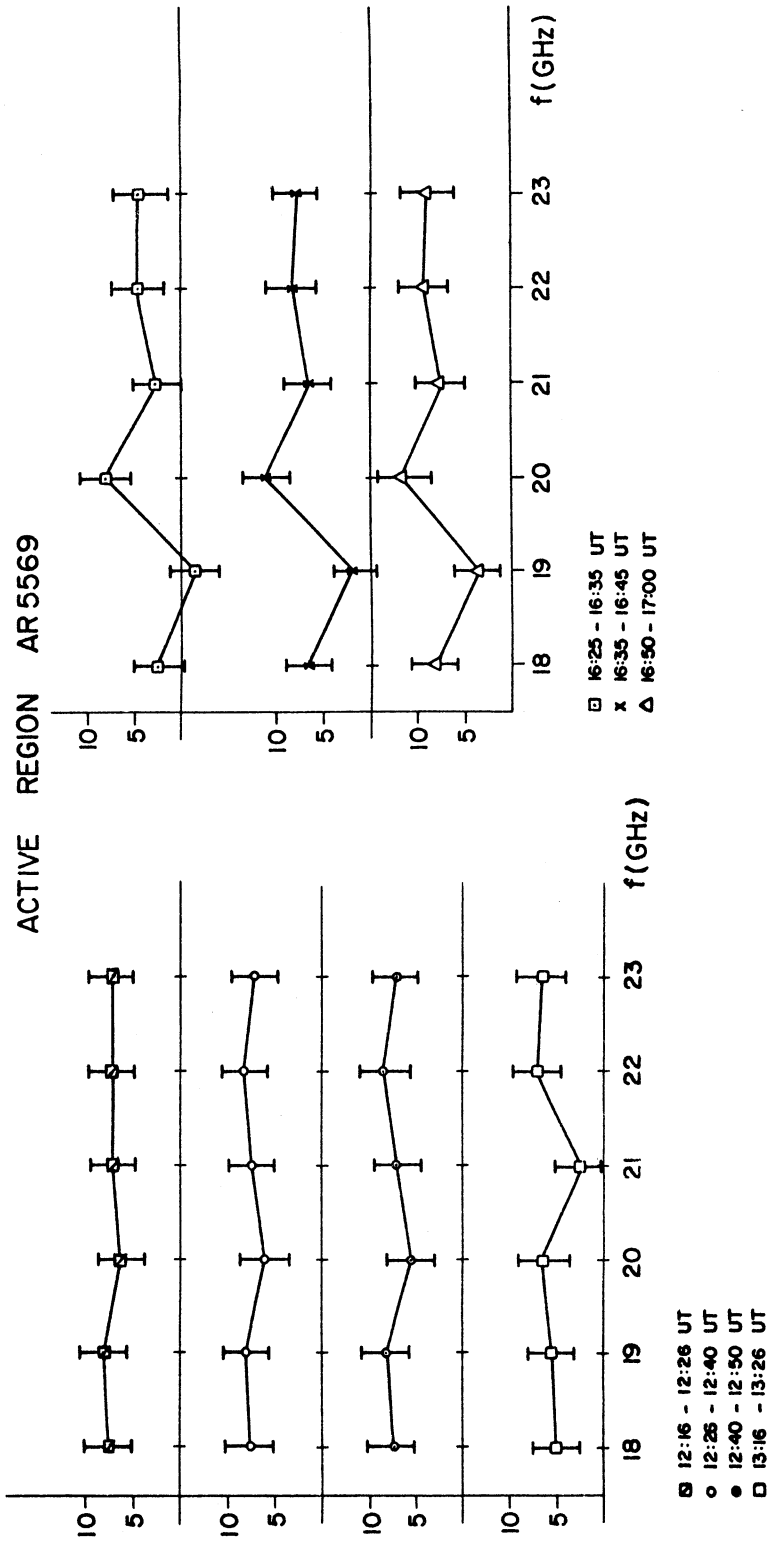 ACTIVE REGION AR5569
10
5
10
5
10
5
10
5
18 19 20 21 22 23 f(GHz)
12:16 - 12:26 UT
12:26 - 12:40 UT
12:40 - 12:50 UT
13:16 - 13:26 UT
10
5
10
5
10
5
18 19 20 21 22 23 f(GHz)
16:25 - 16:35 UT
x 16:35 - 16:45 UT
16:50 - 17:00 UT